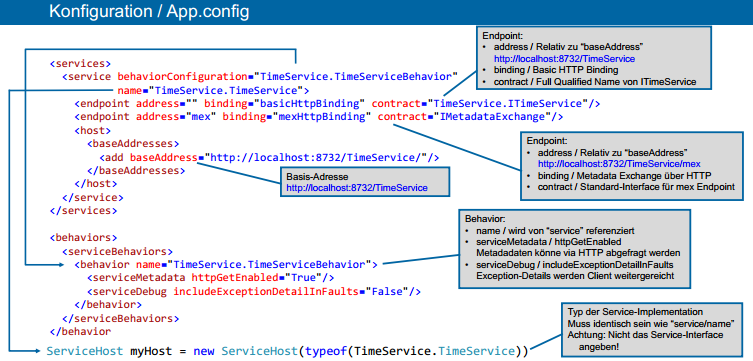 Konfiguration / App.config
<services>
<service behaviorConfiguration="TimeService.TimeServiceBehavior"
name="TimeService.TimeService">
<endpoint address="" binding="basicHttpBinding" contract="TimeService.ITimeService"/>
<endpoint address="mex" binding="mexHttpBinding" contract="IMetadataExchange"/>
<host>
<baseAddresses>
<add baseAddress="http://localhost:8732/TimeService/"/>
</baseAddresses>
</host>
</service>
</services>
Endpoint:
• address / Relativ zu "baseAddress"
http://localhost:8732/TimeService
• binding / Basic HTTP Binding
• contract / Full Qualified Name von ITimeService
Endpoint:
• address / Relativ zu "baseAddress"
http://localhost:8732/TimeService/mex
• binding / Metadata Exchange über HTTP
• contract / Standard-Interface für mex Endpoint
Basis-Adresse
http://localhost:8732/TimeService
<behaviors>
<serviceBehaviors>
<behavior name="TimeService.TimeServiceBehavior">
<serviceMetadata httpGetEnabled="True"/>
<serviceDebug includeExceptionDetailInFaults="False"/>
</behavior>
</serviceBehaviors>
</behavior
Behavior:
• name / wird von "service" referenziert
• serviceMetadata / httpGetEnabled
Metadadaten könne via HTTP abgefragt werden
• serviceDebug / includeExceptionDetailInFaults
Exception-Details werden Client weitergereicht
ServiceHost myHost = new ServiceHost(typeof(TimeService.TimeService))
Typ der Service-Implementation
Muss identisch sein wie "service/name"
Achtung: Nicht das Service-Interface
angeben!